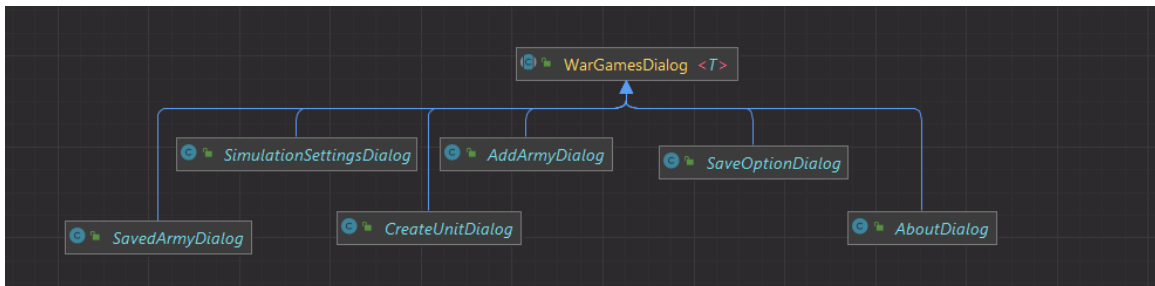 WarGamesDialog <T>
SimulationSettingsDialog
AddArmyDialog
SaveOptionDialog
SavedArmyDialog
CreateUnitDialog
AboutDialog